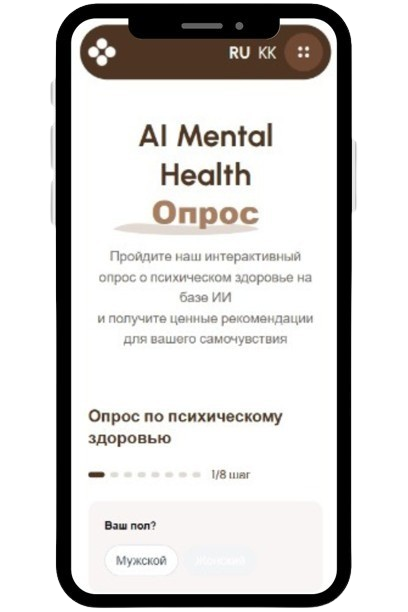 RU KK
AI Mental
Health
Опрос
Пройдите наш интерактивный
опрос о психическом здоровье на
базе ИИ
и получите ценные рекомендации
для вашего самочувствия
Опрос по психическому
здоровью
1/8 шаг
Ваш пол?
Мужской
Женский